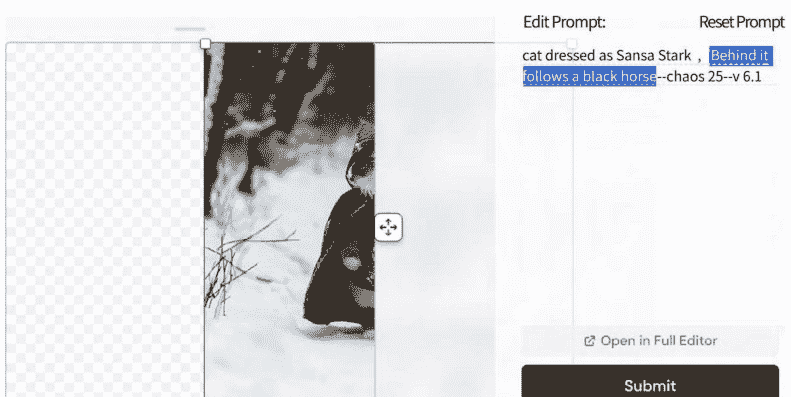 Edit Prompt:
Reset Prompt
cat dressed as Sansa Stark , Behind it
follows a black horse--chaos 25--v 6.1
Open in Full Editor
Submit